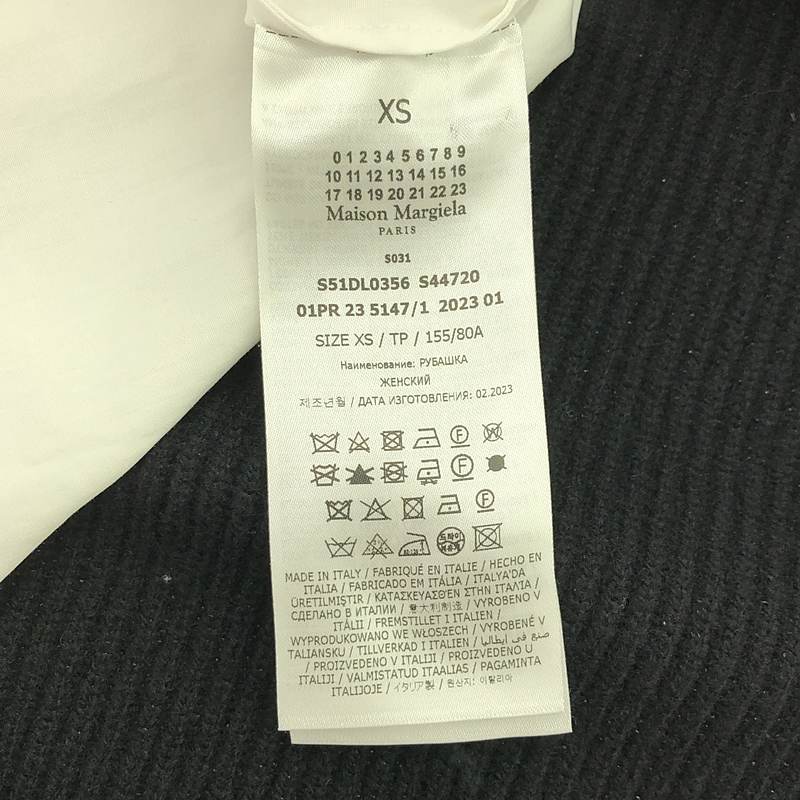 XS
0 1 2 3 4 5 6 7 8 9
10 11 12 13 14 15 16
17 18 19 20 21 22 23
Maison Margiela
PARIS
S031
S51DL0356 S44720
01PR 23 5147/1 2023 01
SIZE XS / TP / 155/80A
Наименование: РУБАШКА
ЖЕНСКИЙ
제조년월 / ДАТА ИЗГОТОВЛЕНИЯ: 02.2023
F
F
F
드라이
MADE IN ITALY / FABRIQUÉ EN ITALIE / HECHO EN
ITALIA / FABRICADO EM ITÁLIA / ITALYA'DA
ÜRETILMIŞTIR / ΚΑΤΑΣΚΕΥΑΣΘΕΝ ΣΤΗΝ ΙΤΑΛΙΑ /
СДЕЛАНО В ИТАЛИИ / 意大利制造 / VYROBENO V
ITÁLII / FREMSTILLET I ITALIEN /
WYPRODUKOWANO WE WŁOSZECH / VYROBENÉ V
TALIANSKU / TILLVERKAD I ITALIEN / صنع في ايطاليا
/ PROIZVEDENO V ITALIJI / PROIZVEDENO U
ITALIJI / VALMISTATUD ITAALIAS / PAGAMINTA
ITALIJOJE / イタリア製 / 원산지: 이탈리아